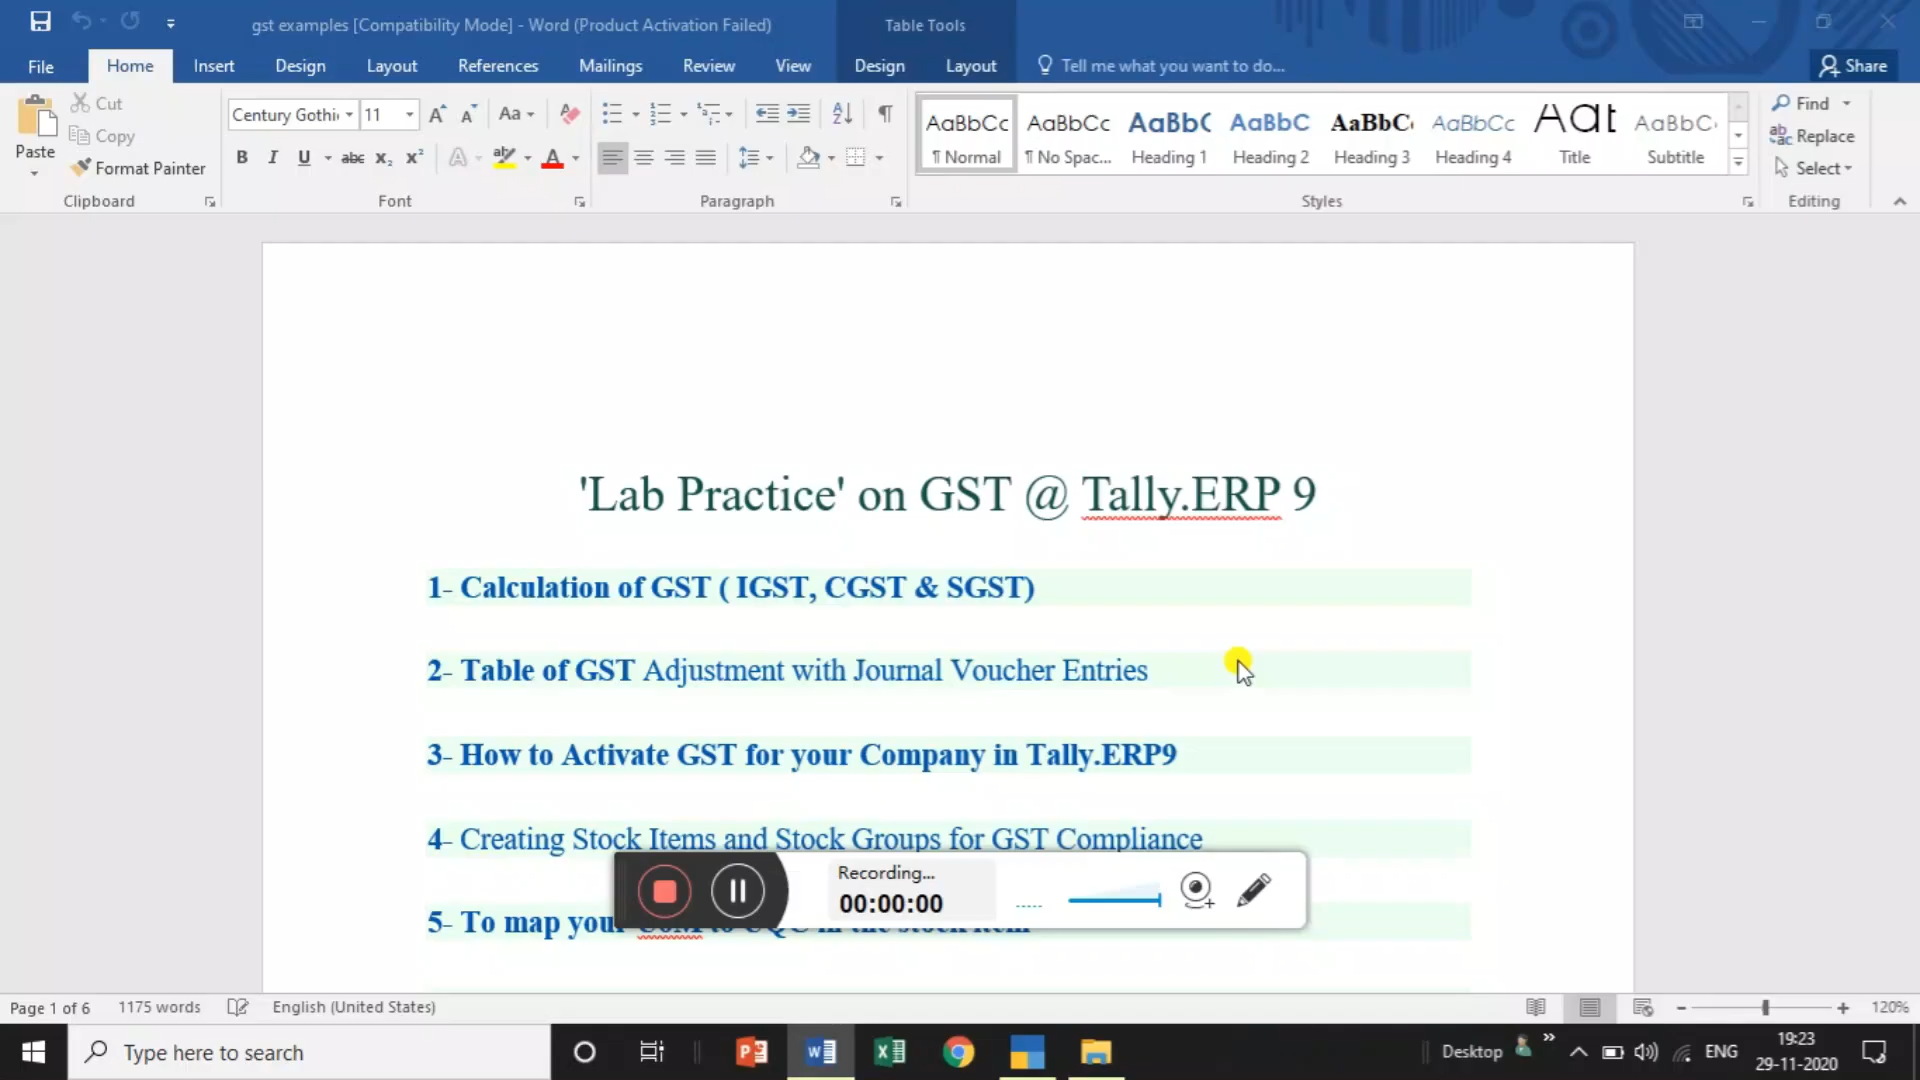 gst examples [Compatibility Mode] - Word (Product Activation Failed)
Table Tools
File Home Insert Design Layout References Mailings Review View Design Layout Tell me what you want to do... Share
Paste
Cut
Copy
Format Painter
Clipboard
Century Gothi 11
Font
Paragraph
AaBbCc AaBbCc AaBbC AaBbC AaBbC AaBbCc Aat AaBbC
¶ Normal ¶ No Spac... Heading 1 Heading 2 Heading 3 Heading 4 Title Subtitle
Styles
Find
Replace
Select
Editing
'Lab Practice' on GST @ Tally.ERP 9
1- Calculation of GST ( IGST, CGST & SGST)
2- Table of GST Adjustment with Journal Voucher Entries
3- How to Activate GST for your Company in Tally.ERP9
4- Creating Stock Items and Stock Groups for GST Compliance
5- To map your
Recording...
00:00:00
Page 1 of 6 1175 words English (United States) 120%
Type here to search
Desktop
ENG
19:23
29-11-2020